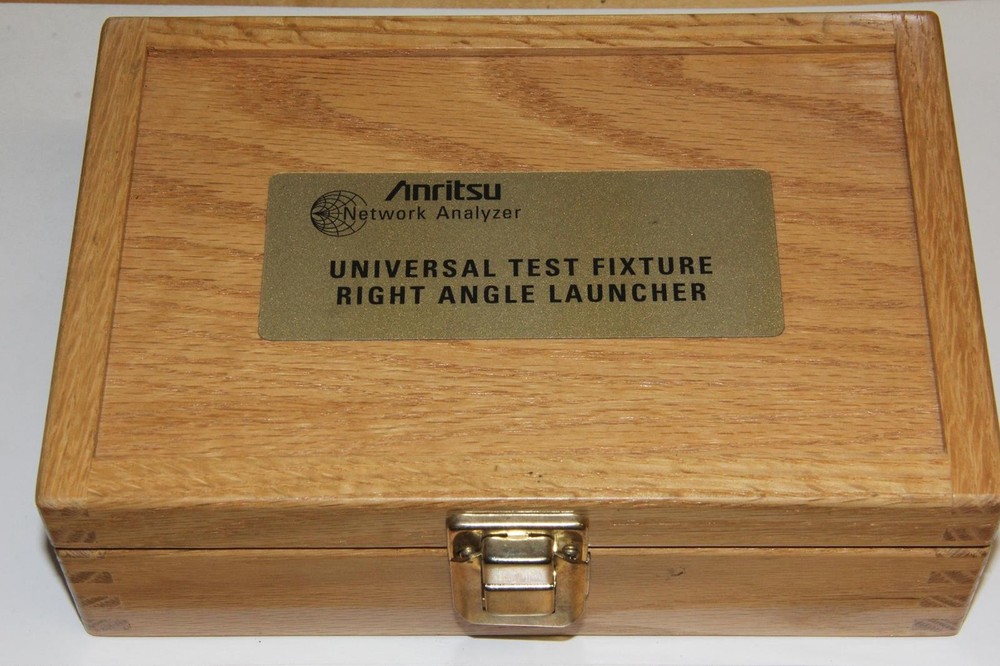 Anritsu
Network Analyzer
UNIVERSAL TEST FIXTURE
RIGHT ANGLE LAUNCHER